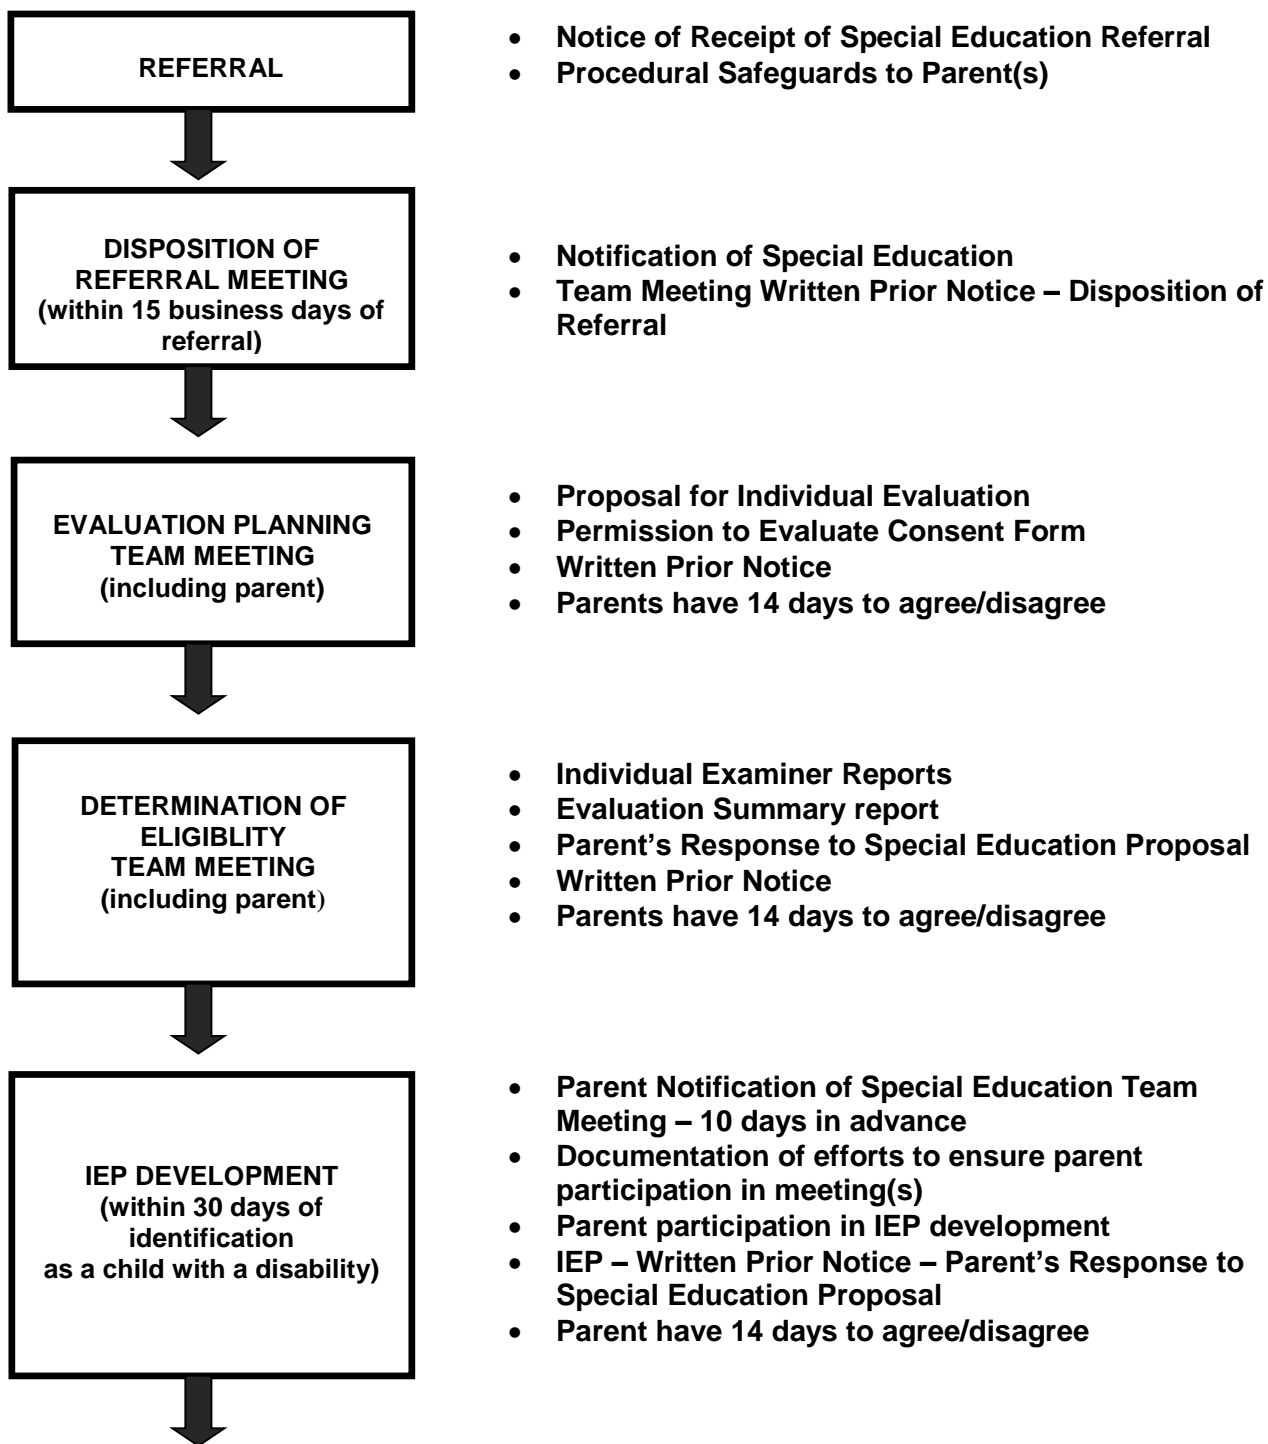 REFERRAL
• Notice of Receipt of Special Education Referral
• Procedural Safeguards to Parent(s)
DISPOSITION OF
REFERRAL MEETING
(within 15 business days of
referral)
• Notification of Special Education
• Team Meeting Written Prior Notice – Disposition of
Referral
EVALUATION PLANNING
TEAM MEETING
(including parent)
• Proposal for Individual Evaluation
• Permission to Evaluate Consent Form
• Written Prior Notice
• Parents have 14 days to agree/disagree
DETERMINATION OF
ELIGIBLITY
TEAM MEETING
(including parent)
• Individual Examiner Reports
• Evaluation Summary report
• Parent’s Response to Special Education Proposal
• Written Prior Notice
• Parents have 14 days to agree/disagree
IEP DEVELOPMENT
(within 30 days of
identification
as a child with a disability)
• Parent Notification of Special Education Team
Meeting – 10 days in advance
• Documentation of efforts to ensure parent
participation in meeting(s)
• Parent participation in IEP development
• IEP – Written Prior Notice – Parent’s Response to
Special Education Proposal
• Parent have 14 days to agree/disagree